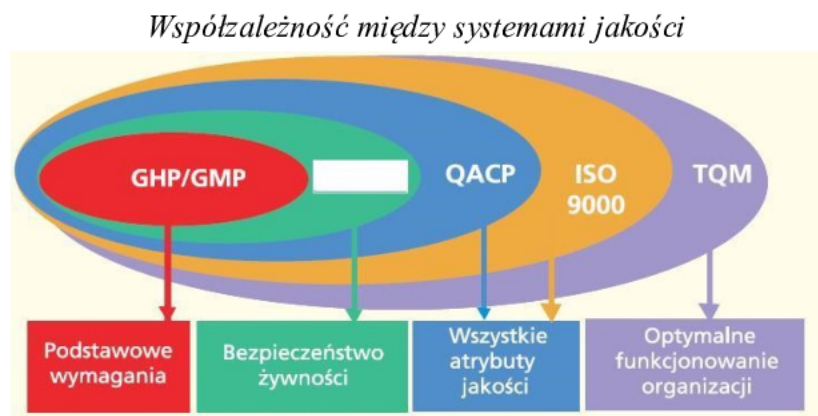 Współzależność między systemami jakości
GHP/GMP
QACP
ISO
9000
TQM
Podstawowe
wymagania
Bezpieczeństwo
żywności
Wszystkie
atrybuty
jakości
Optymalne
funkcjonowanie
organizacji